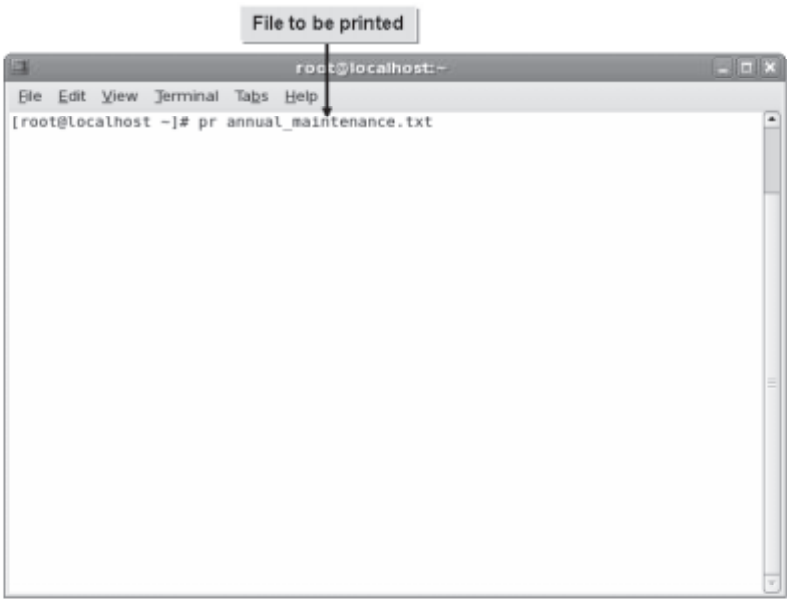 File to be printed
root@localhost:~
File Edit View Terminal Tabs Help
[root@localhost ~]# pr annual_maintenance.txt